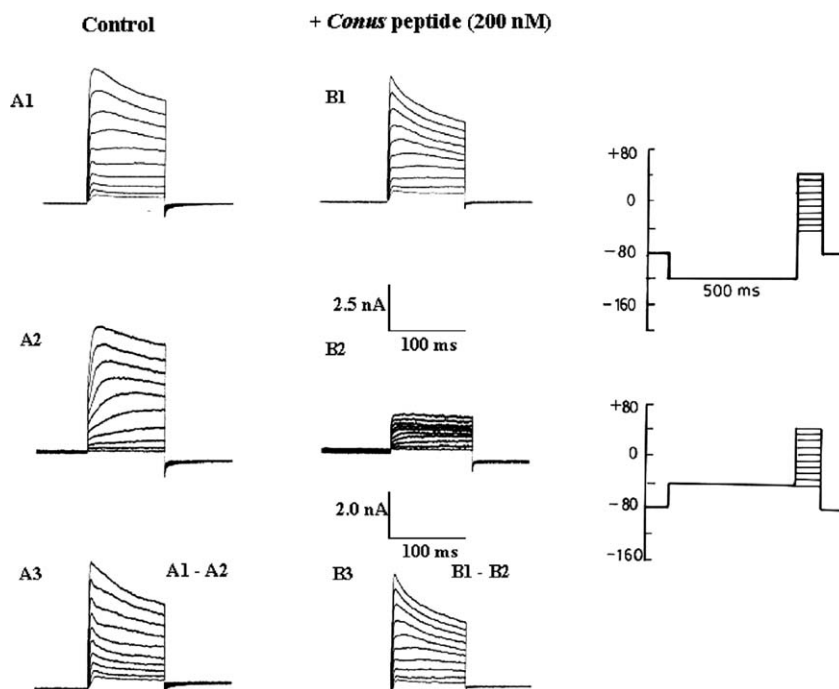 Control
+ Conus peptide (200 nM)
A1
B1
+80
0
-80
-160
500 ms
2.5 nA
100 ms
A2
B2
+80
0
-80
-160
2.0 nA
100 ms
A3
A1 - A2
B3
B1 - B2